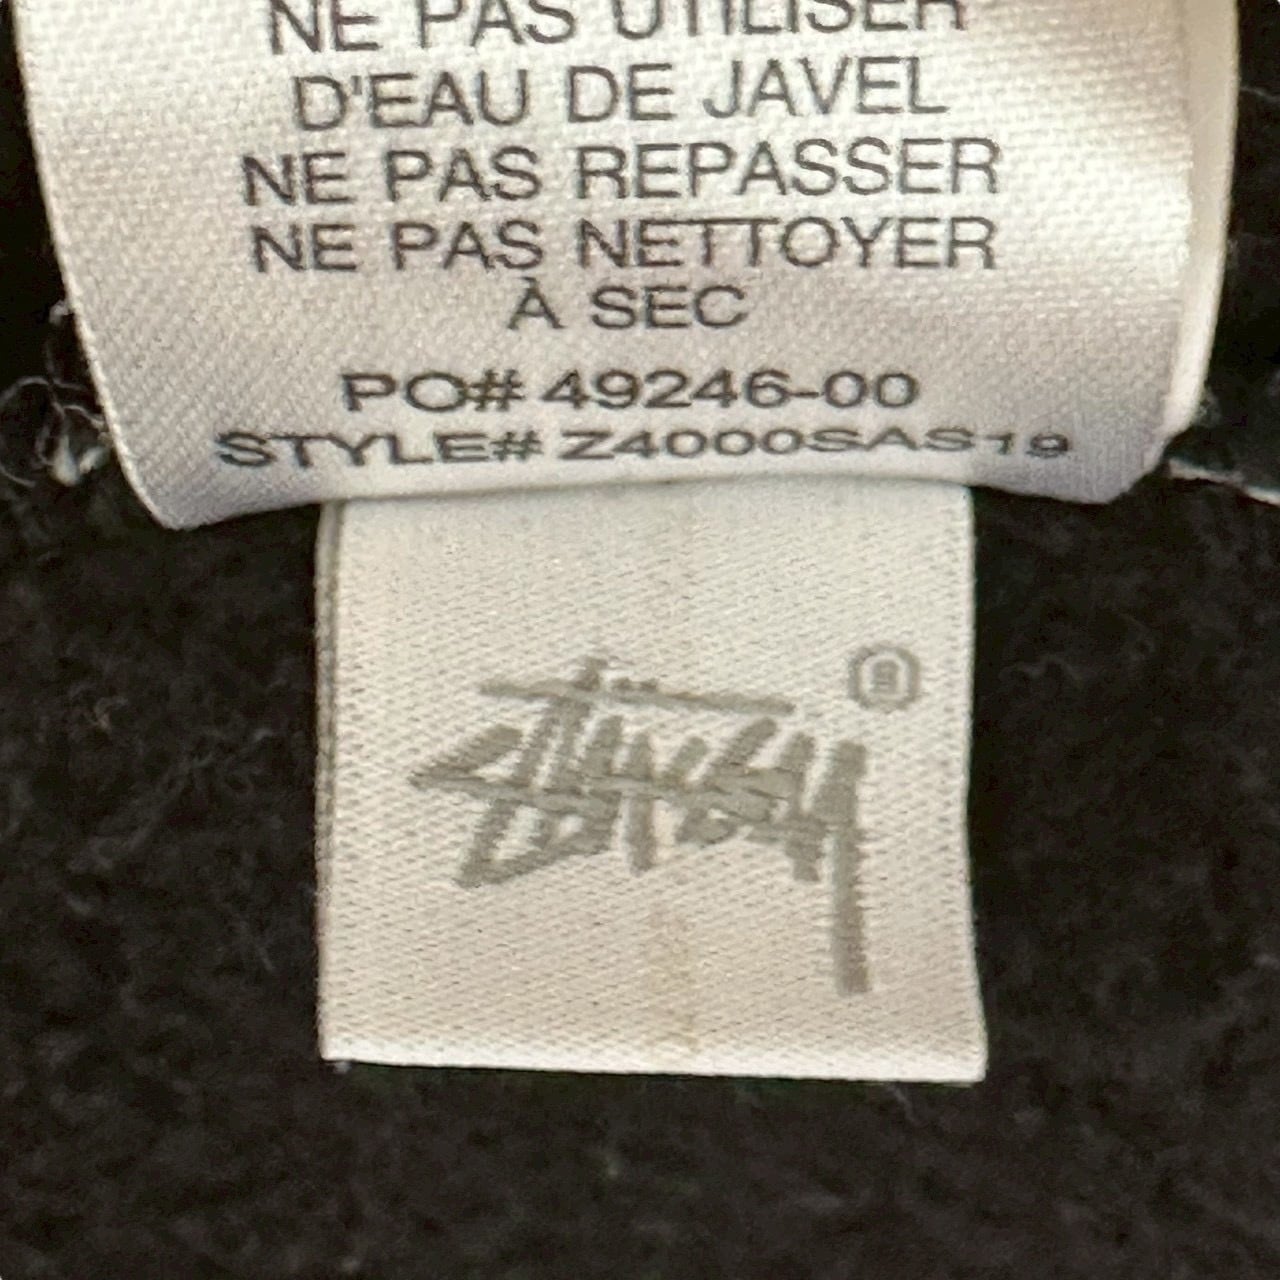 NE PAS UTILISER
D'EAU DE JAVEL
NE PAS REPASSER
NE PAS NETTOYER
À SEC
PO# 49246-00
STYLE# Z4000SAS19
Stüssy